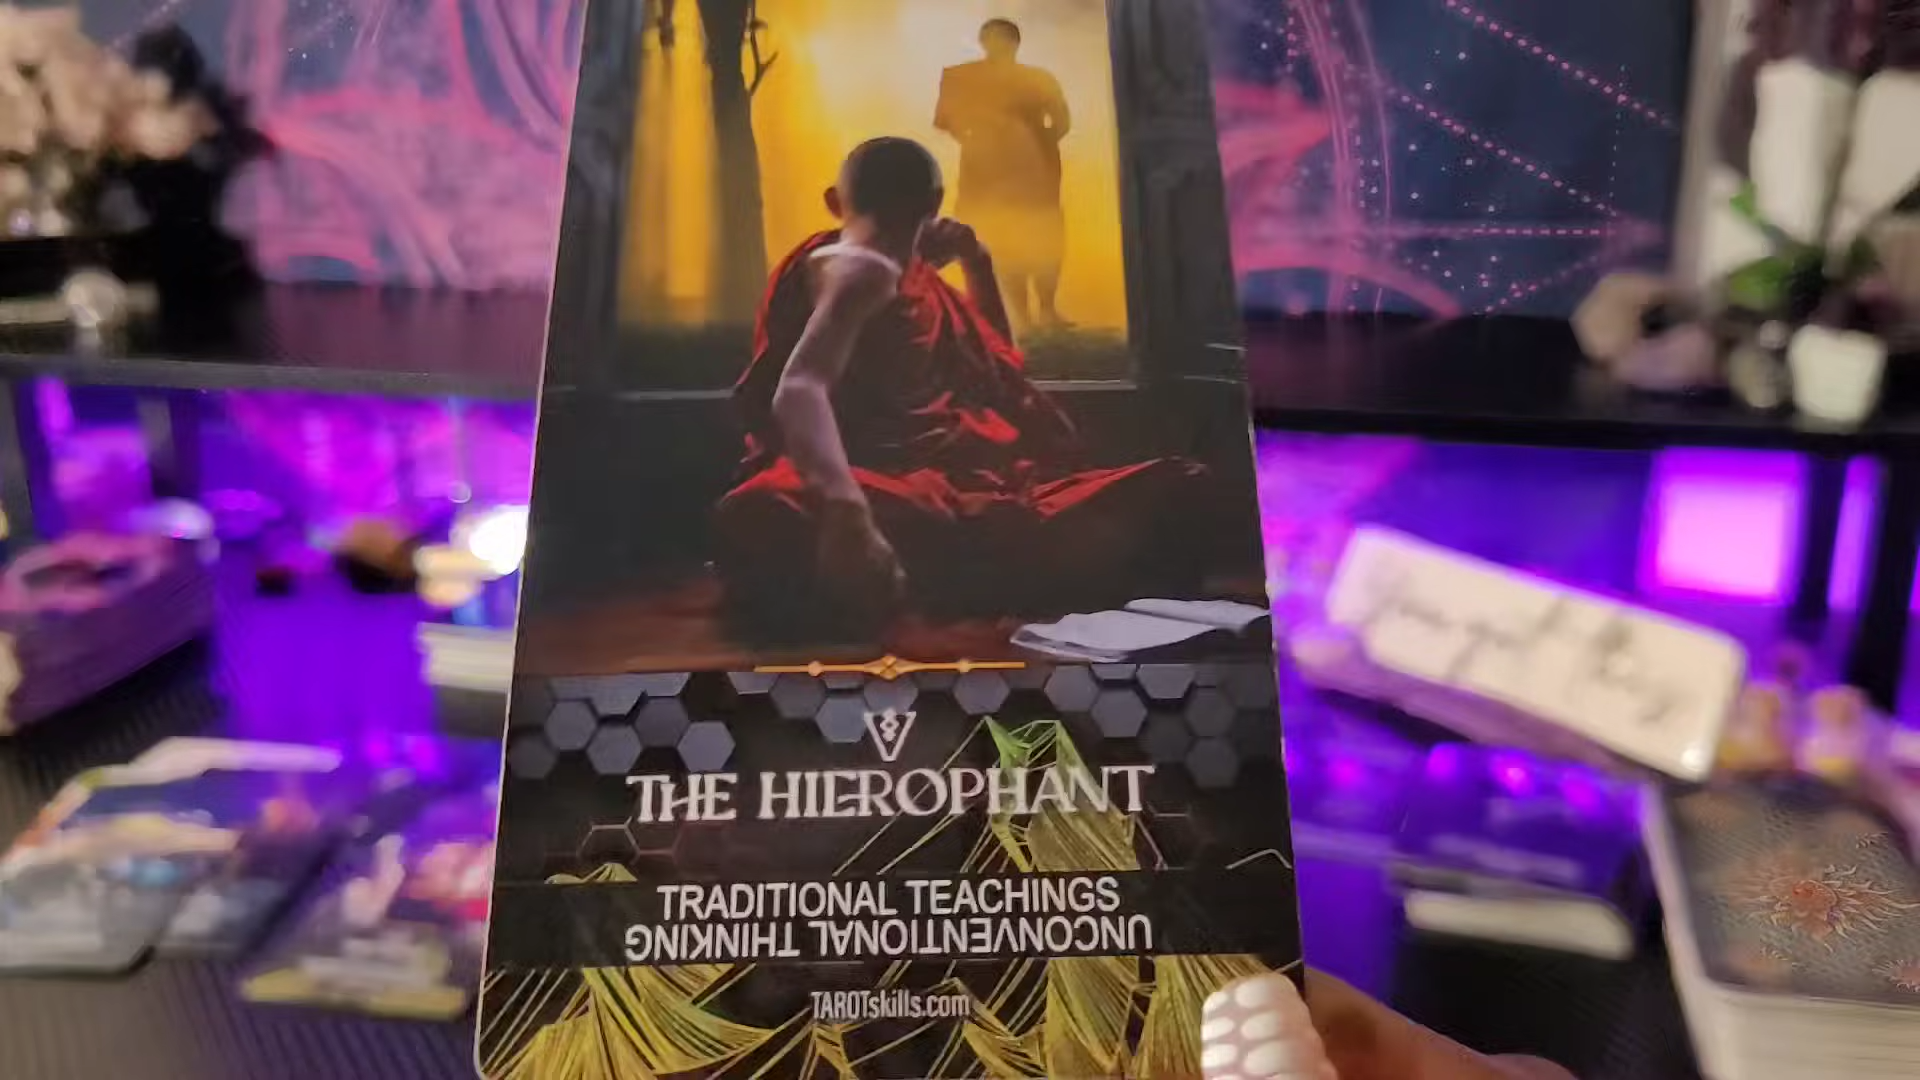 THE HIEROPHANT
TRADITIONAL TEACHINGS
UNCONVENTIONAL THINKING
TAROTskills.com